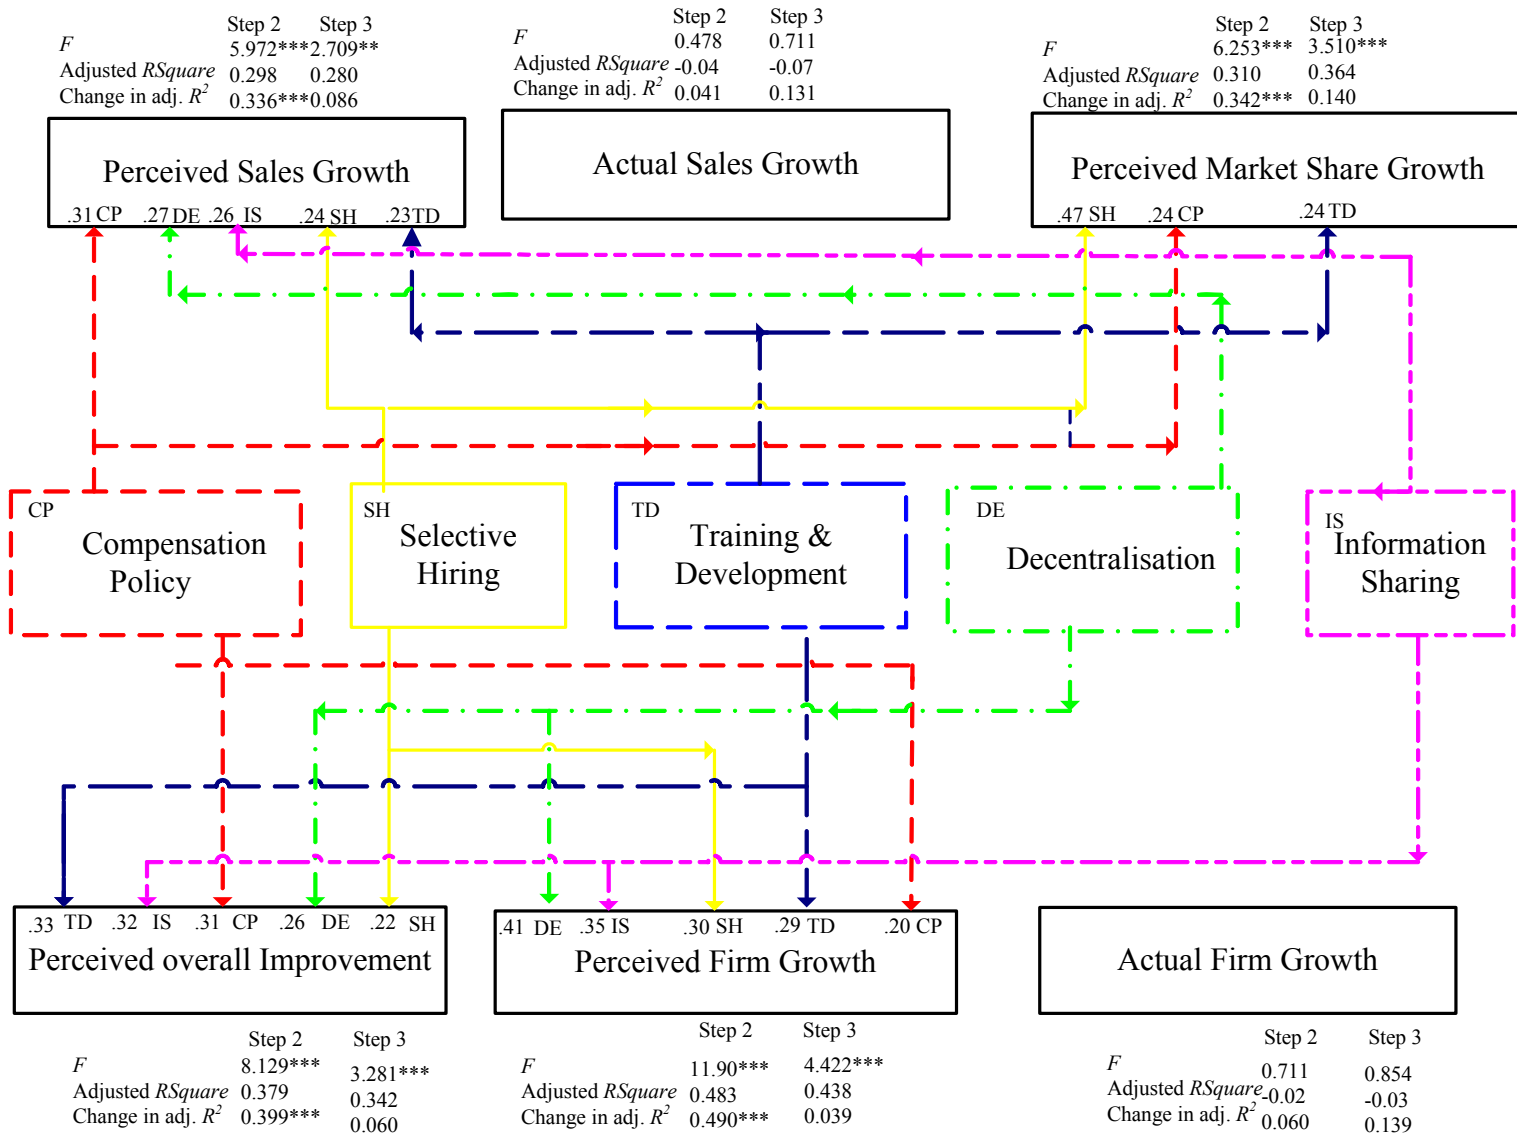 Step 2 Step 3
F 5.972*** 2.709**
Adjusted RSquare 0.298 0.280
Change in adj. R² 0.336*** 0.086
Step 2 Step 3
F 0.478 0.711
Adjusted RSquare -0.04 -0.07
Change in adj. R² 0.041 0.131
Step 2 Step 3
F 6.253*** 3.510***
Adjusted RSquare 0.310 0.364
Change in adj. R² 0.342*** 0.140
Perceived Sales Growth
.31 CP .27 DE .26 IS .24 SH .23 TD
Actual Sales Growth
Perceived Market Share Growth
.47 SH .24 CP .24 TD
CP
Compensation
Policy
SH
Selective
Hiring
TD
Training &
Development
DE
Decentralisation
IS
Information
Sharing
.33 TD .32 IS .31 CP .26 DE .22 SH
Perceived overall Improvement
.41 DE .35 IS .30 SH .29 TD .20 CP
Perceived Firm Growth
Actual Firm Growth
Step 2 Step 3
F 8.129*** 3.281***
Adjusted RSquare 0.379 0.342
Change in adj. R² 0.399*** 0.060
Step 2 Step 3
F 11.90*** 4.422***
Adjusted RSquare 0.483 0.438
Change in adj. R² 0.490*** 0.039
Step 2 Step 3
F 0.711 0.854
Adjusted RSquare -0.02 -0.03
Change in adj. R² 0.060 0.139